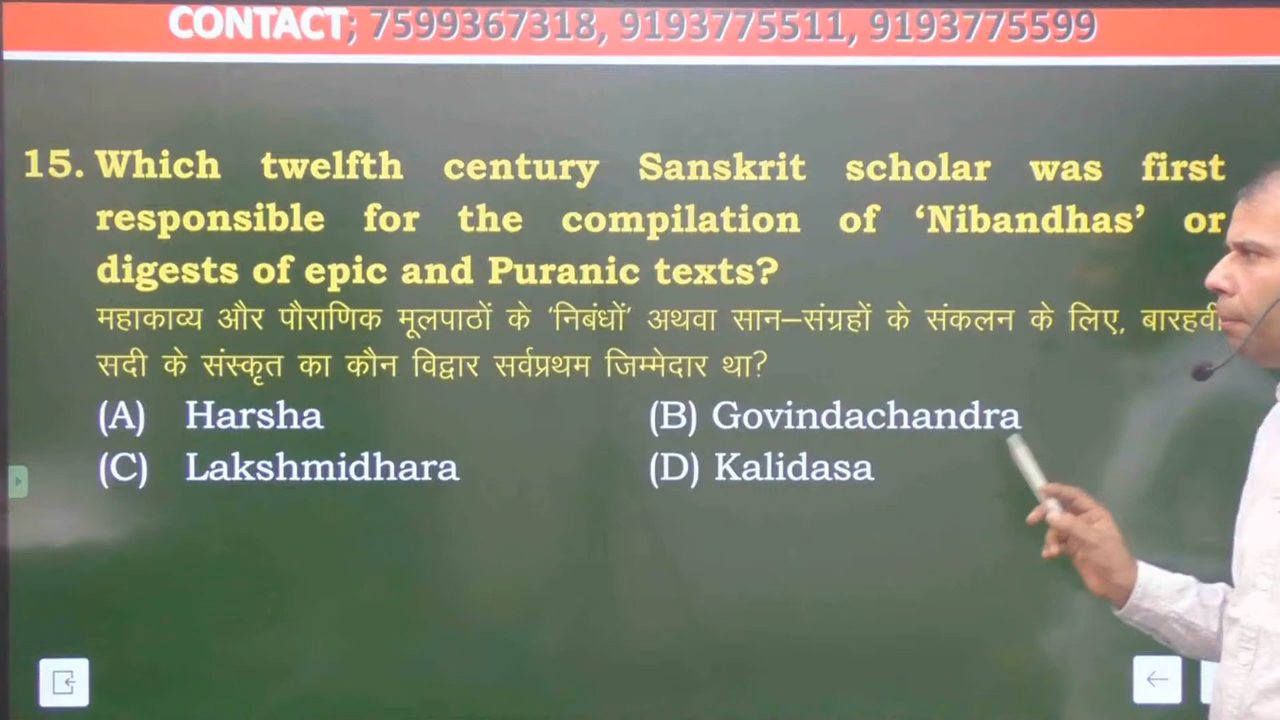 CONTACT; 7599367318, 9193775511, 9193775599
15. Which twelfth century Sanskrit scholar was first
responsible for the compilation of ‘Nibandhas’ or
digests of epic and Puranic texts?
महाकाव्य और पौराणिक मूलपाठों के ‘निबंधों’ अथवा सान–संग्रहों के संकलन के लिए, बारहवीं
सदी के संस्कृत का कौन विद्वार सर्वप्रथम जिम्मेदार था?
(A) Harsha (B) Govindachandra
(C) Lakshmidhara (D) Kalidasa